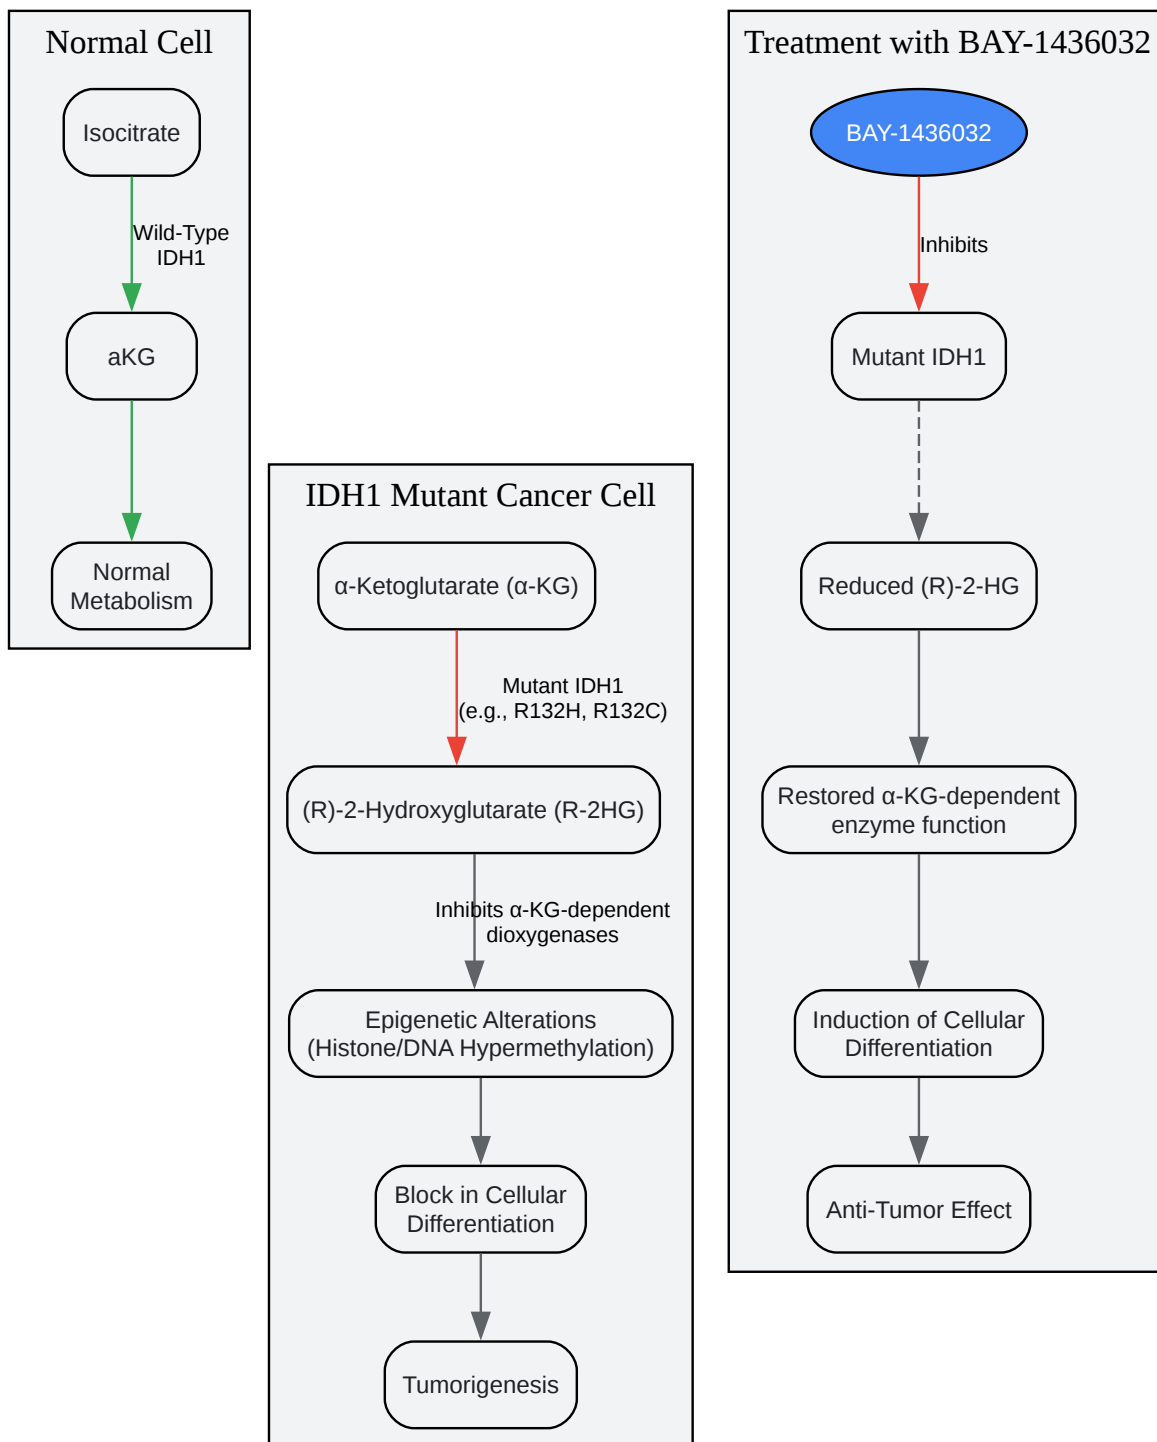 Normal Cell
Isocitrate
Wild-Type
IDH1
aKG
Normal
Metabolism
IDH1 Mutant Cancer Cell
α-Ketoglutarate (α-KG)
Mutant IDH1
(e.g., R132H, R132C)
(R)-2-Hydroxyglutarate (R-2HG)
Inhibits α-KG-dependent
dioxygenases
Epigenetic Alterations
(Histone/DNA Hypermethylation)
Block in Cellular
Differentiation
Tumorigenesis
Treatment with BAY-1436032
BAY-1436032
Inhibits
Mutant IDH1
Reduced (R)-2-HG
Restored α-KG-dependent
enzyme function
Induction of Cellular
Differentiation
Anti-Tumor Effect